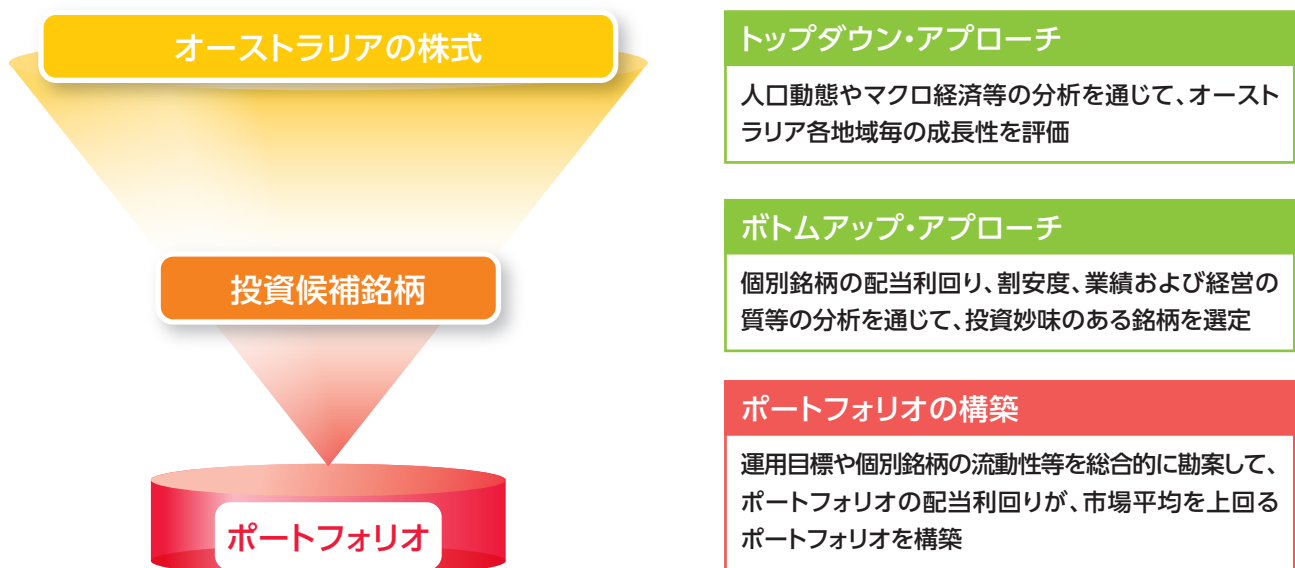 オーストラリアの株式
投資候補銘柄
ポートフォリオ
トップダウン・アプローチ
人口動態やマクロ経済等の分析を通じて、オースト
ラリア各地域毎の成長性を評価
ボトムアップ・アプローチ
個別銘柄の配当利回り、割安度、業績および経営の
質等の分析を通じて、投資妙味のある銘柄を選定
ポートフォリオの構築
運用目標や個別銘柄の流動性等を総合的に勘案して、
ポートフォリオの配当利回りが、市場平均を上回る
ポートフォリオを構築